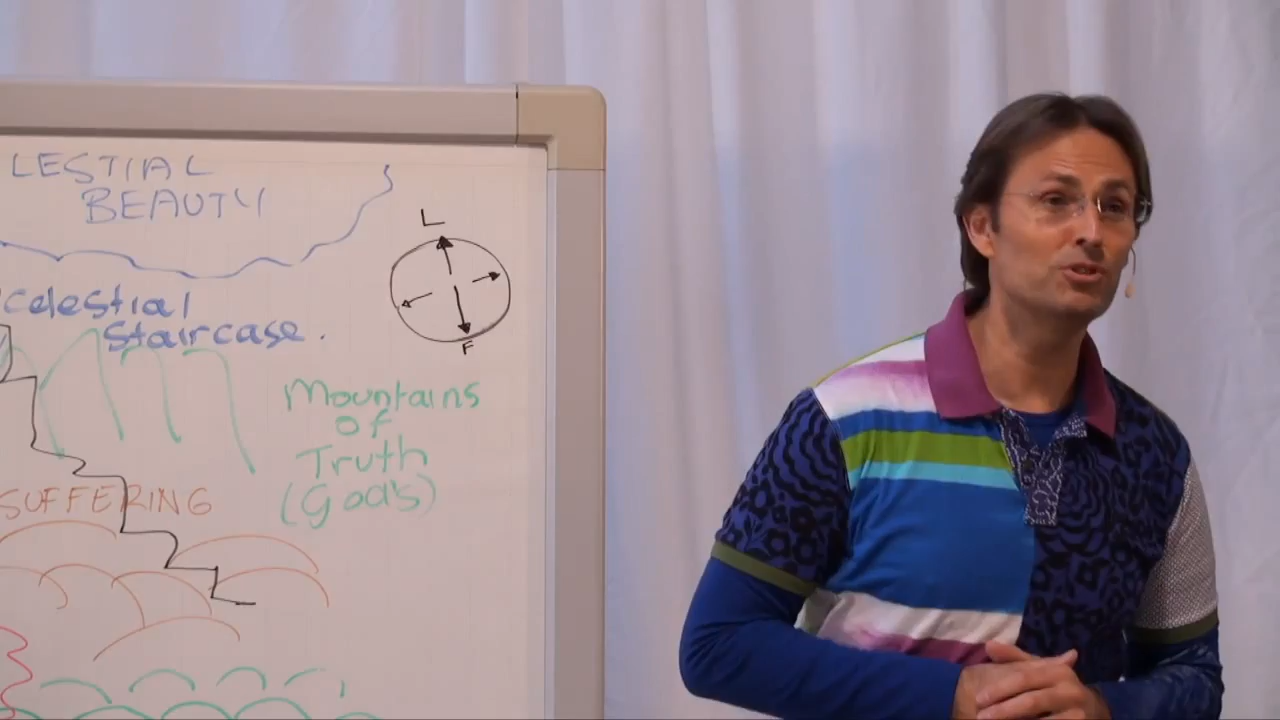 LESTIAL
BEAUTY
L
Celestial
Staircase.
F
Mountains
of
Truth
(God's)
SUFFERING